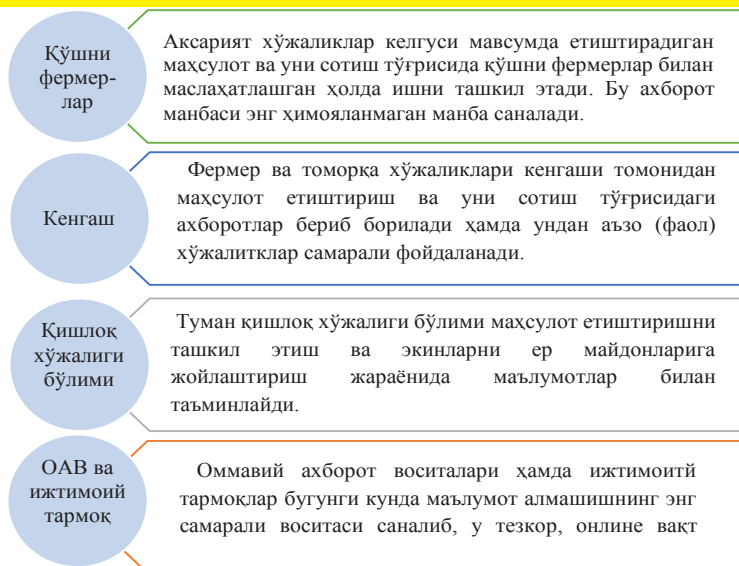 Қўшни
фермер-
лар
Аксарият хўжаликлар келгуси мавсумда етиштирадиган
маҳсулот ва уни сотиш тўғрисида қўшни фермерлар билан
маслаҳатлашган ҳолда ишни ташкил этади. Бу ахборот
манбаси энг ҳимояланмаган манба саналади.
Кенгаш
Фермер ва томорқа хўжаликлари кенгаши томонидан
маҳсулот етиштириш ва уни сотиш тўғрисидаги
ахборотлар бериб борилади ҳамда ундан аъзо (фаол)
хўжалитклар самарали фойдаланади.
Қишлоқ
хўжалиги
бўлими
Туман қишлоқ хўжалиги бўлими маҳсулот етиштиришни
ташкил этиш ва экинларни ер майдонларига
жойлаштириш жараёнида маълумотлар билан
таъминлайди.
ОАВ ва
ижтимоий
тармоқ
Оммавий ахборот воситалари ҳамда ижтимоитй
тармоқлар бугунги кунда маълумот алмашишнинг энг
самарали воситаси саналиб, у тезкор, онлине вақт